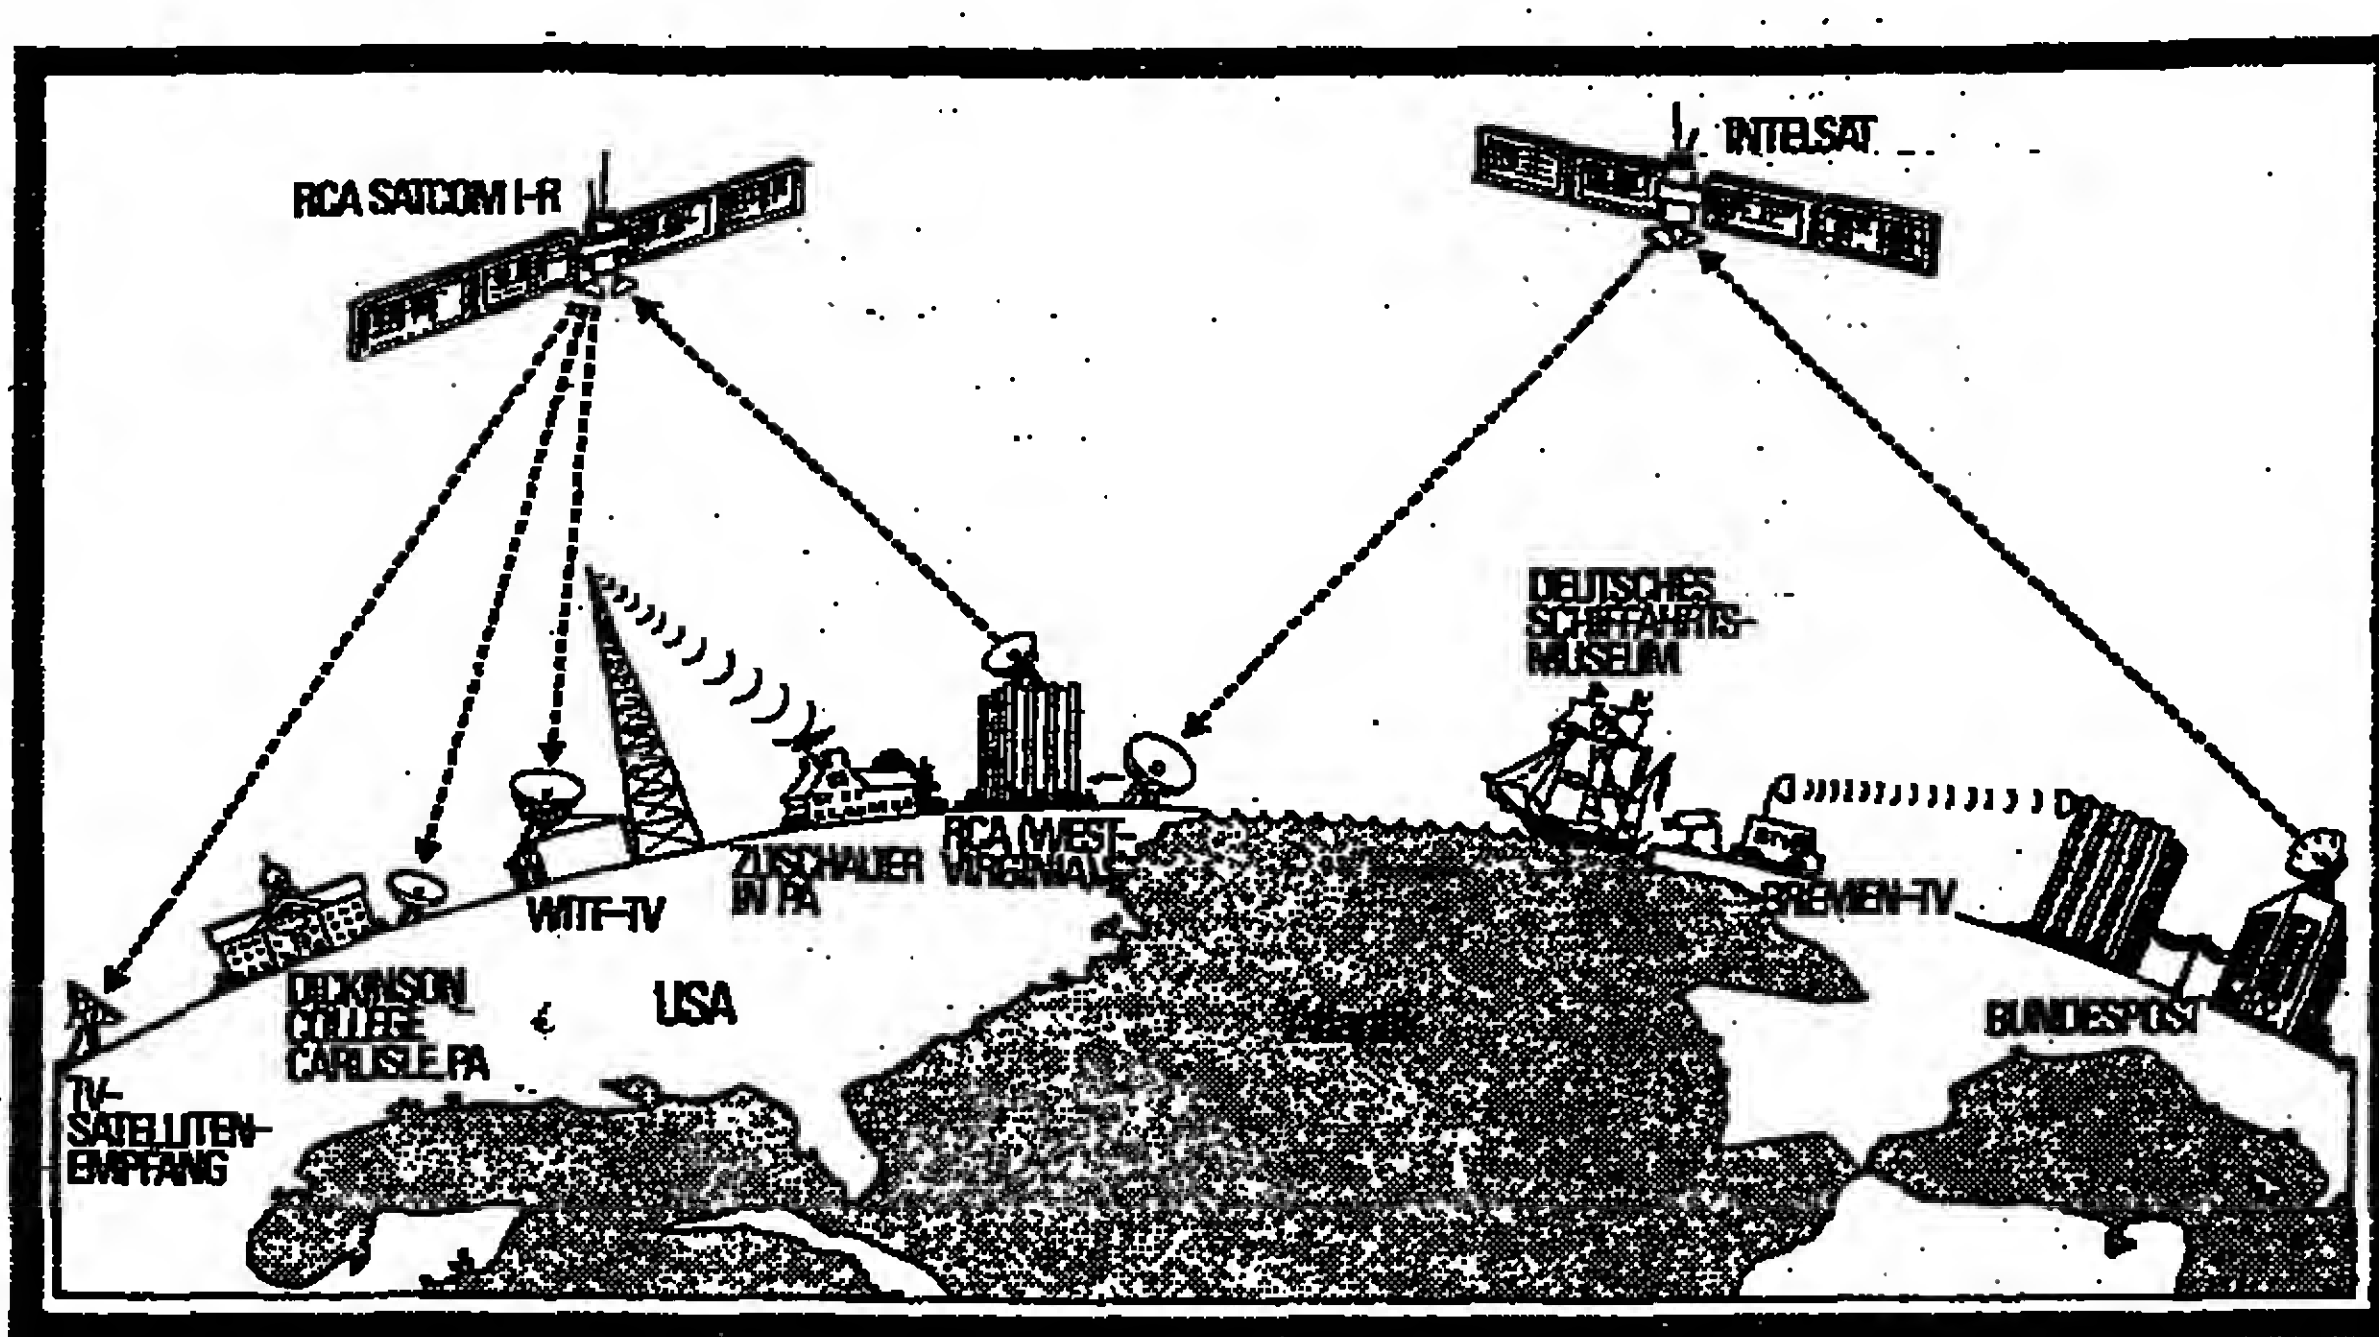 RCA SATCOM I-R
INTELSAT
DEUTSCHES
SCHIFFAHRTS-
MUSEUM
ZUSCHAUER
IN PA
RCA (WEST-
BREMEN-TV
WITF-TV
DICKINSON
COLLEGE
CARLISLE, PA
USA
BUNDESPOST
TV-
SATELLITEN-
EMPFANG